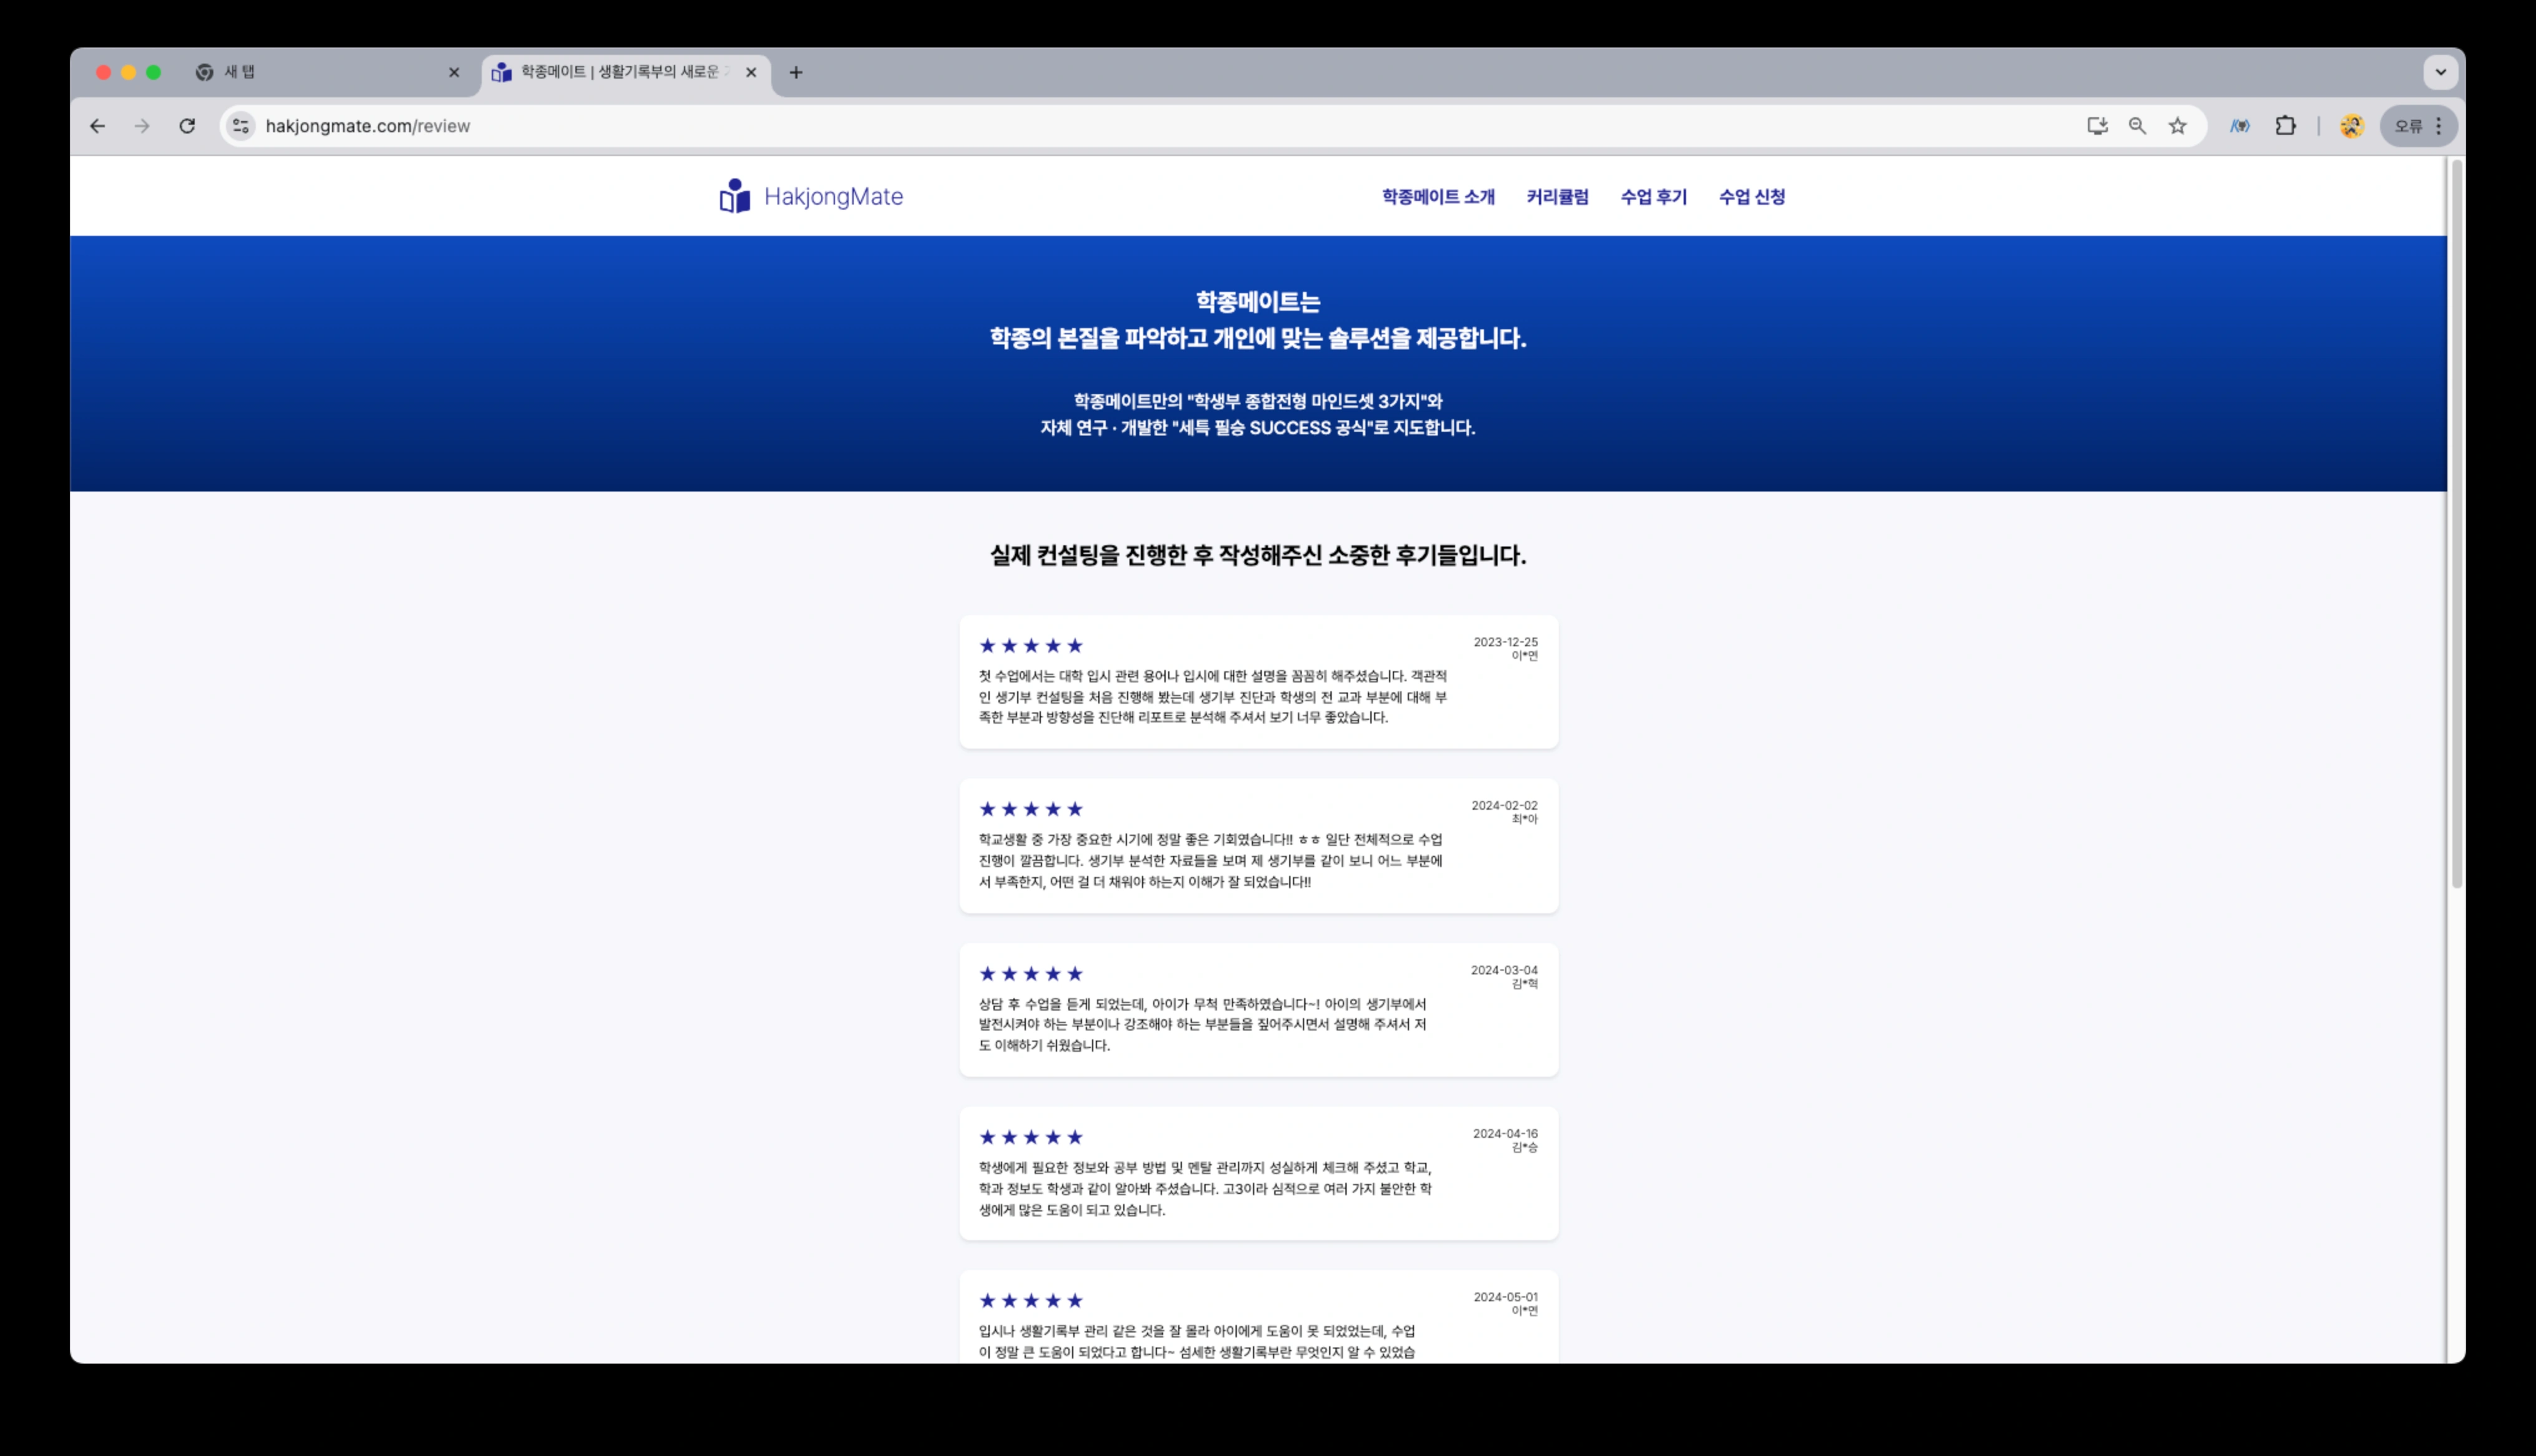 새 탭
학종메이트 | 생활기록부의 새로운
hakjongmate.com/review
오류
HakjongMate
학종메이트 소개
커리큘럼
수업 후기
수업 신청
학종메이트는
학종의 본질을 파악하고 개인에 맞는 솔루션을 제공합니다.
학종메이트만의 "학생부 종합전형 마인드셋 3가지"와
자체 연구 · 개발한 "세특 필승 SUCCESS 공식"로 지도합니다.
실제 컨설팅을 진행한 후 작성해주신 소중한 후기들입니다.
★★★★★
2023-12-25
이*연
첫 수업에서는 대학 입시 관련 용어나 입시에 대한 설명을 꼼꼼히 해주셨습니다. 객관적
인 생기부 컨설팅을 처음 진행해 봤는데 생기부 진단과 학생의 전 교과 부분에 대해 부
족한 부분과 방향성을 진단해 리포트로 분석해 주셔서 보기 너무 좋았습니다.
★★★★★
2024-02-02
최*아
학교생활 중 가장 중요한 시기에 정말 좋은 기회였습니다!! ㅎㅎ 일단 전체적으로 수업
진행이 깔끔합니다. 생기부 분석한 자료들을 보며 제 생기부를 같이 보니 어느 부분에
서 부족한지, 어떤 걸 더 채워야 하는지 이해가 잘 되었습니다!!
★★★★★
2024-03-04
김*혁
상담 후 수업을 듣게 되었는데, 아이가 무척 만족하였습니다~! 아이의 생기부에서
발전시켜야 하는 부분이나 강조해야 하는 부분들을 짚어주시면서 설명해 주셔서 저
도 이해하기 쉬웠습니다.
★★★★★
2024-04-16
김*승
학생에게 필요한 정보와 공부 방법 및 멘탈 관리까지 성실하게 체크해 주셨고 학교,
학과 정보도 학생과 같이 알아봐 주셨습니다. 고3이라 심적으로 여러 가지 불안한 학
생에게 많은 도움이 되고 있습니다.
★★★★★
2024-05-01
이*연
입시나 생활기록부 관리 같은 것을 잘 몰라 아이에게 도움이 못 되었었는데, 수업
이 정말 큰 도움이 되었다고 합니다~ 섬세한 생활기록부란 무엇인지 알 수 있었습